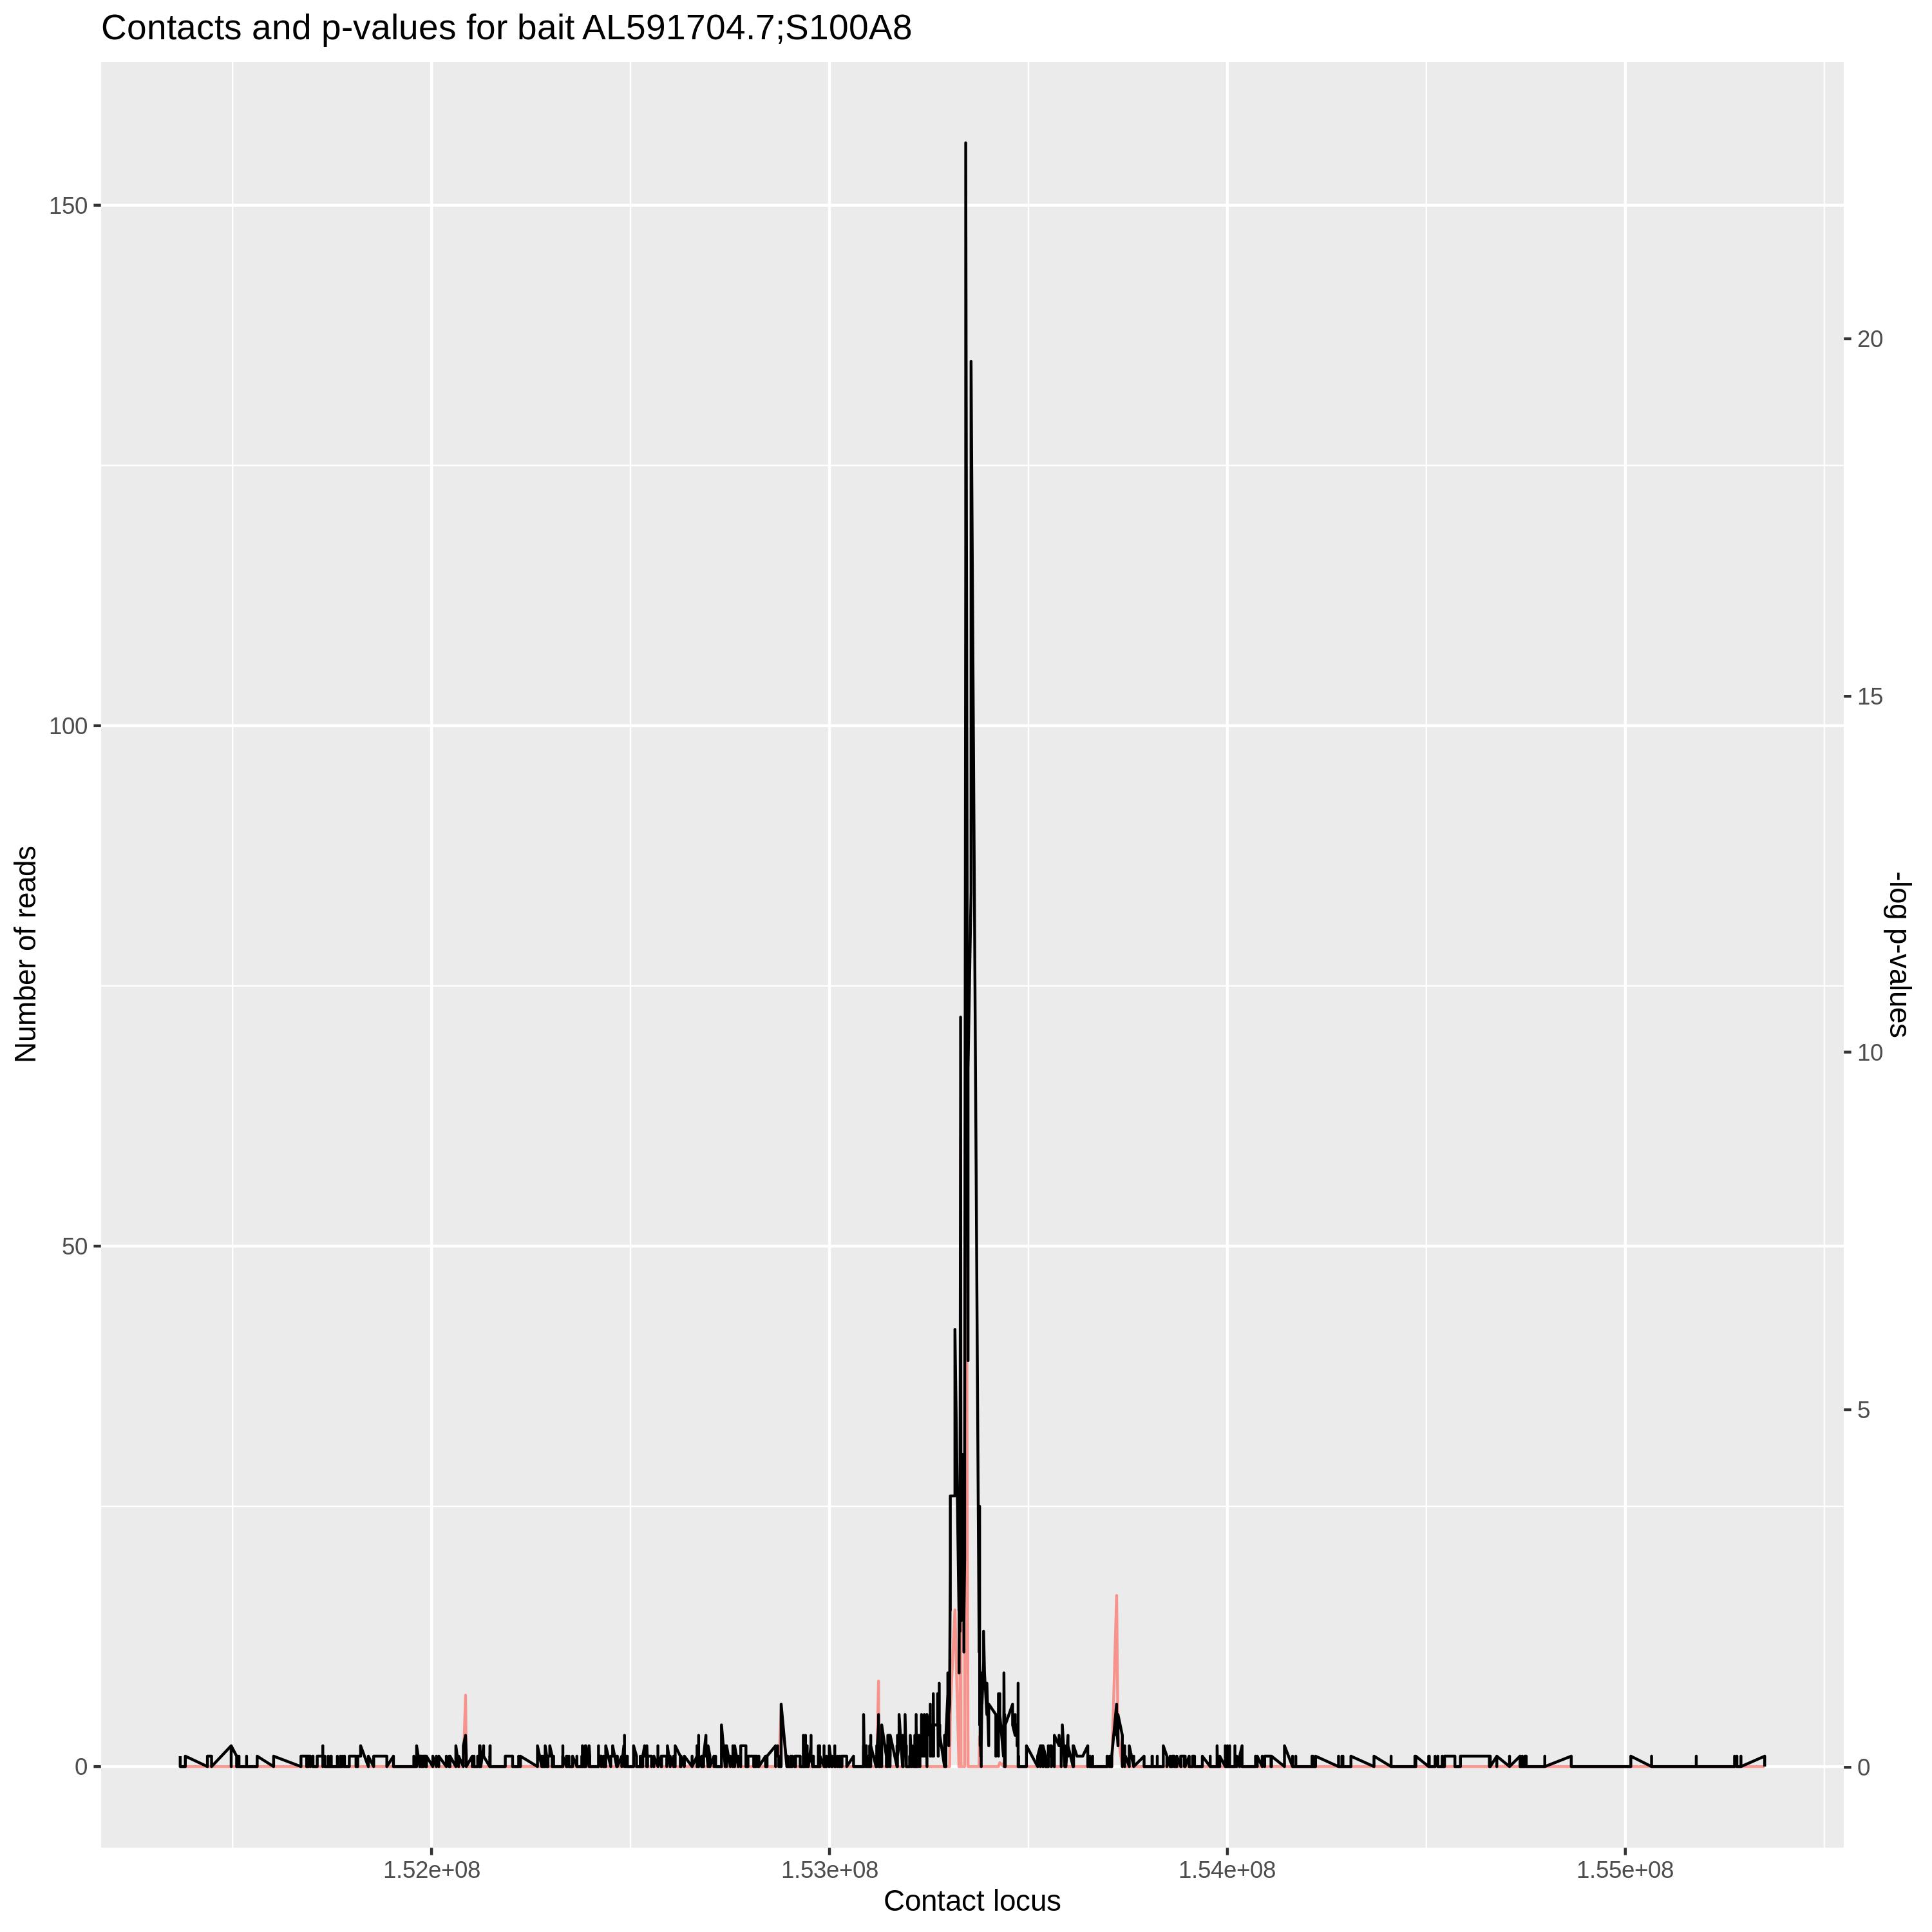 Contacts and p-values for bait AL591704.7;S100A8
150
100
50
0
20
15
10
5
0
Number of reads
-log p-values
1.52e+08
1.53e+08
1.54e+08
1.55e+08
Contact locus